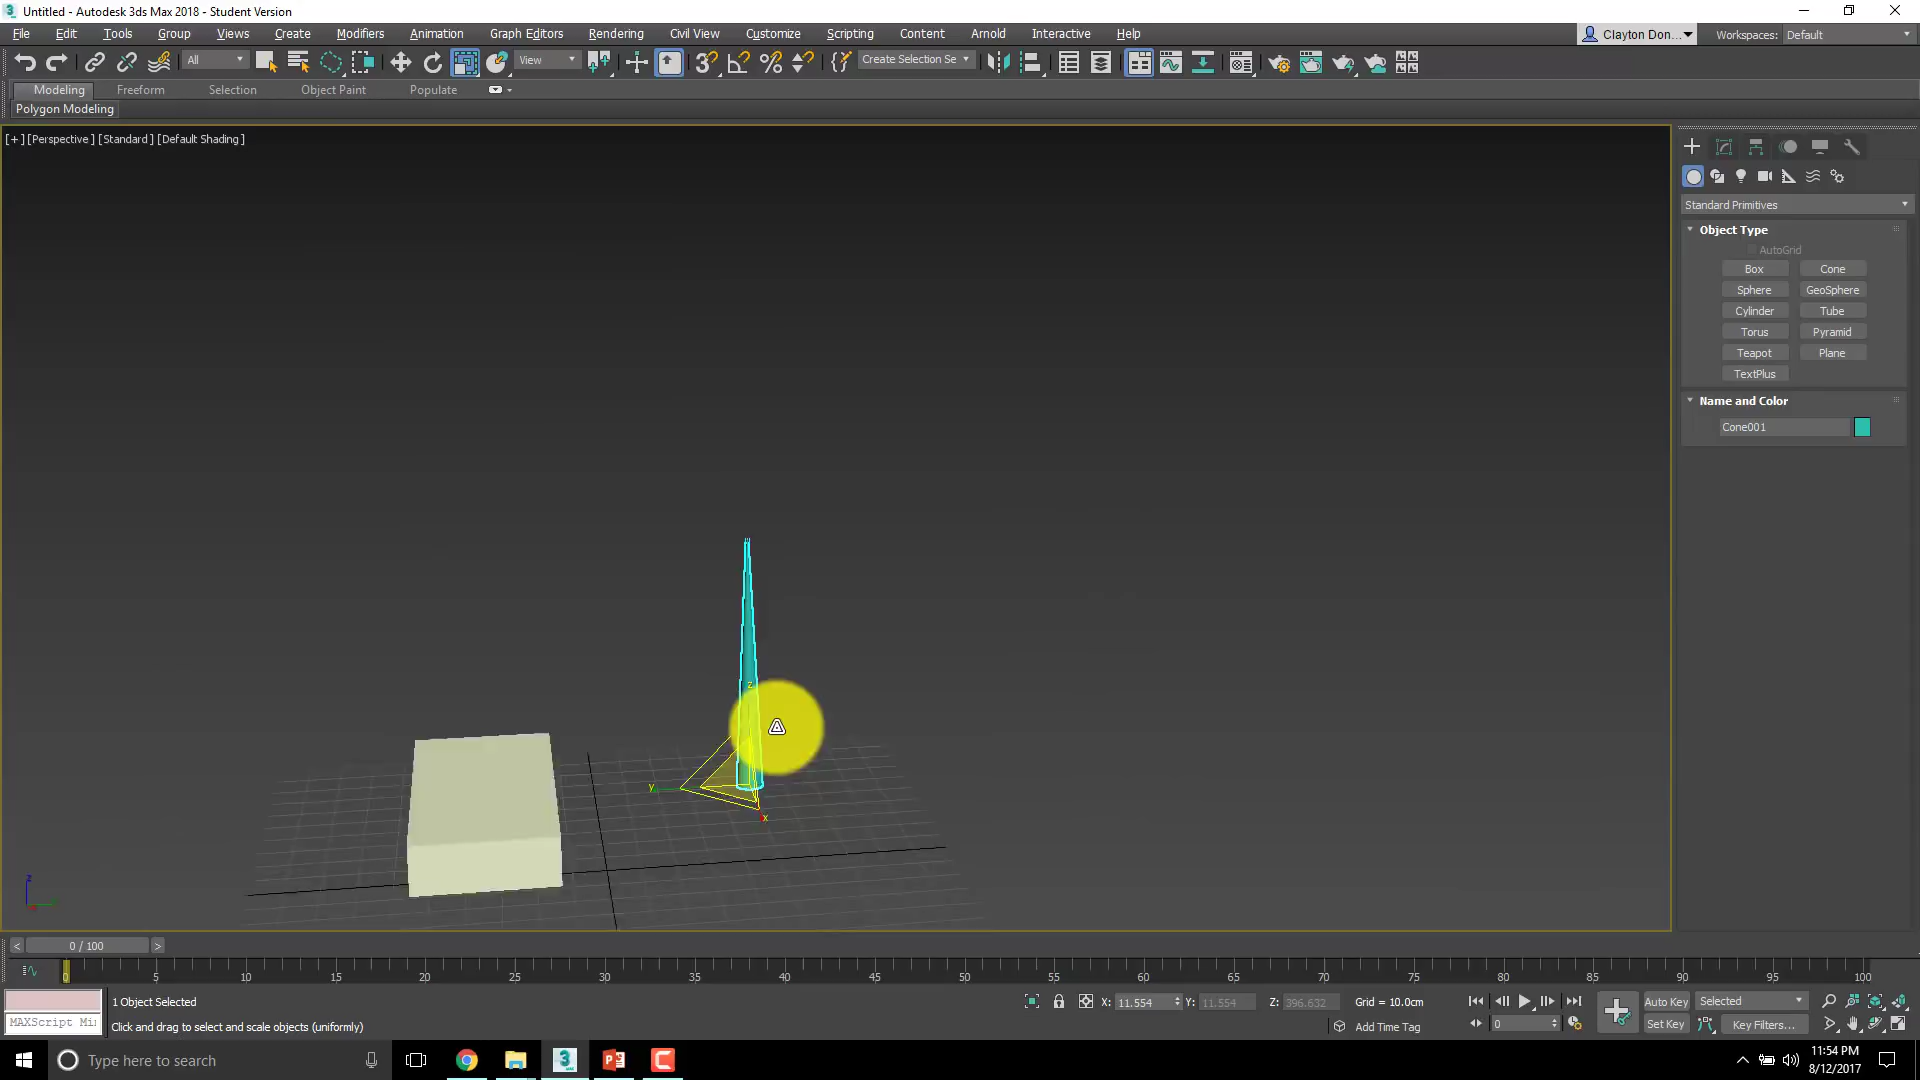 Untitled - Autodesk 3ds Max 2018 - Student Version
File Edit Tools Group Views Create Modifiers Animation Graph Editors Rendering Civil View Customize Scripting Content Arnold Interactive Help Clayton Don... Workspaces: Default
All View Create Selection Se
Modeling Freeform Selection Object Paint Populate
Polygon Modeling
[+] [Perspective] [Standard] [Default Shading]
Standard Primitives
Object Type
AutoGrid
Box Cone
Sphere GeoSphere
Cylinder Tube
Torus Pyramid
Teapot Plane
TextPlus
Name and Color
Cone001
z
y
x
z
< 0 / 100 >
0 5 10 15 20 25 30 35 40 45 50 55 60 65 70 75 80 85 90 95 100
1 Object Selected X: 11.554 Y: 11.554 Z: 396.632 Grid = 10.0cm Auto Key Selected
MAXScript Mi Click and drag to select and scale objects (uniformly) Add Time Tag 0 Set Key Key Filters...
Type here to search 11:54 PM
8/12/2017